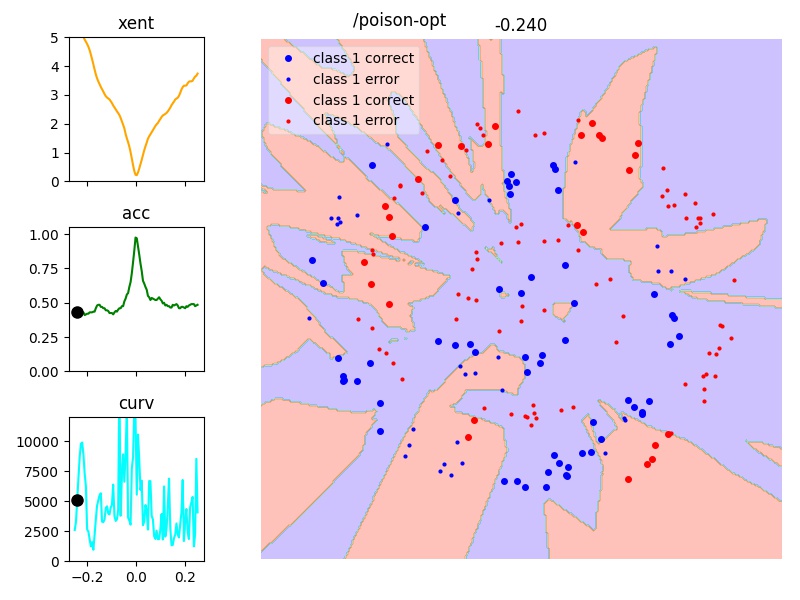 /poison-opt
-0.240
xent
5
4
3
2
1
0
acc
1.00
0.75
0.50
0.25
0.00
curv
10000
7500
5000
2500
0
−0.2 0.0 0.2
class 1 correct
class 1 error
class 1 correct
class 1 error